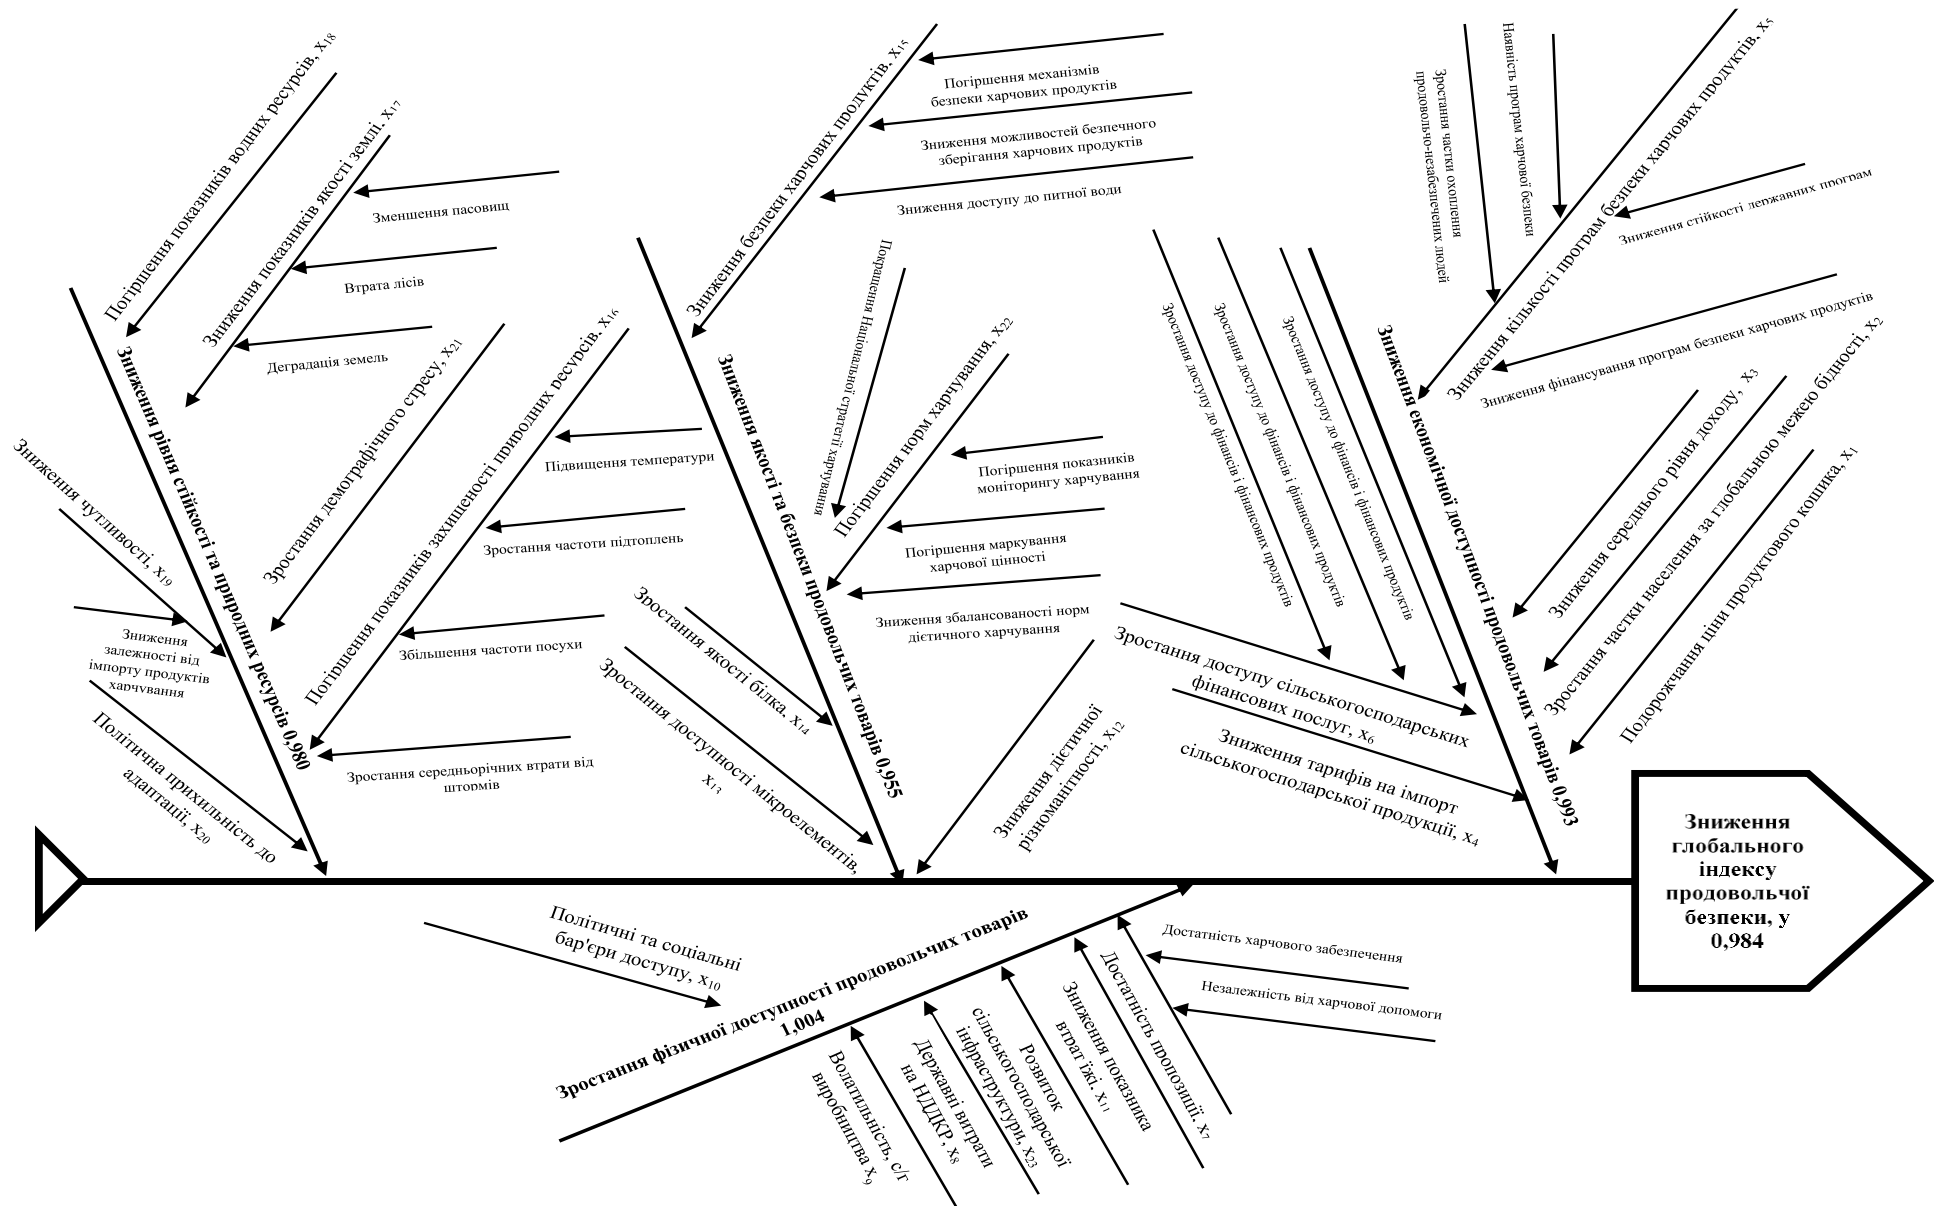 Погіршення показників водних ресурсів, x18
Зниження показників якості землі. x17
Зменшення пасовищ
Втрата лісів
Деградація земель
Зниження рівня стійкості та природних ресурсів 0,980
Зростання демографічного стресу, x21
Погіршення показників захищеності природних ресурсів, x16
Підвищення температури
Зростання частоти підтоплень
Збільшення частоти посухи
Зростання середньорічних втрати від
штормів
Зниження чутливості, x19
Зниження
залежності від
імпорту продуктів
харчування
Політична прихильність до
адаптації, x20
Зниження безпеки харчових продуктів. x15
Погіршення механізмів
безпеки харчових продуктів
Зниження можливостей безпечного
зберігання харчових продуктів
Зниження доступу до питної води
Зниження якості та безпеки продовольчих товарів 0,955
Покращення Національної стратегії харчування
Погіршення норм харчування, x22
Погіршення показників
моніторингу харчування
Погіршення маркування
харчової цінності
Зниження збалансованості норм
дієтичного харчування
Зростання якості білка, x14
Зростання доступності мікроелементів,
x13
Зниження дієтичної
різноманітності, x12
Зростання частки охоплення
продовольчо-незабезпечених людей
Наявність програм харчової безпеки
Зниження кількості програм безпеки харчових продуктів. x5
Зниження стійкості державних програм
Зниження фінансування програм безпеки харчових продуктів
Зростання доступу до фінансів і фінансових продуктів
Зростання доступу до фінансів і фінансових продуктів
Зростання доступу до фінансів і фінансових продуктів
Зниження економічної доступності продовольчих товарів 0,993
Зниження середнього рівня доходу, x3
Зростання частки населення за глобальною межею бідності, x2
Подорожчання ціни продуктового кошика, x1
Зростання доступу сільськогосподарських
фінансових послуг, x6
Зниження тарифів на імпорт
сільськогосподарської продукції, x4
Зниження
глобального
індексу
продовольчої
безпеки, у
0,984
Політичні та соціальні
бар'єри доступу, x10
Зростання фізичної доступності продовольчих товарів
1,004
Волатильність, с/г
виробництва x9
Державні витрати
на НДДКР, x8
Розвиток
сільськогосподарської
інфраструктури, x23
Зниження показника
втрат їжі. x11
Достатність пропозиції. x7
Достатність харчового забезпечення
Незалежність від харчової допомоги